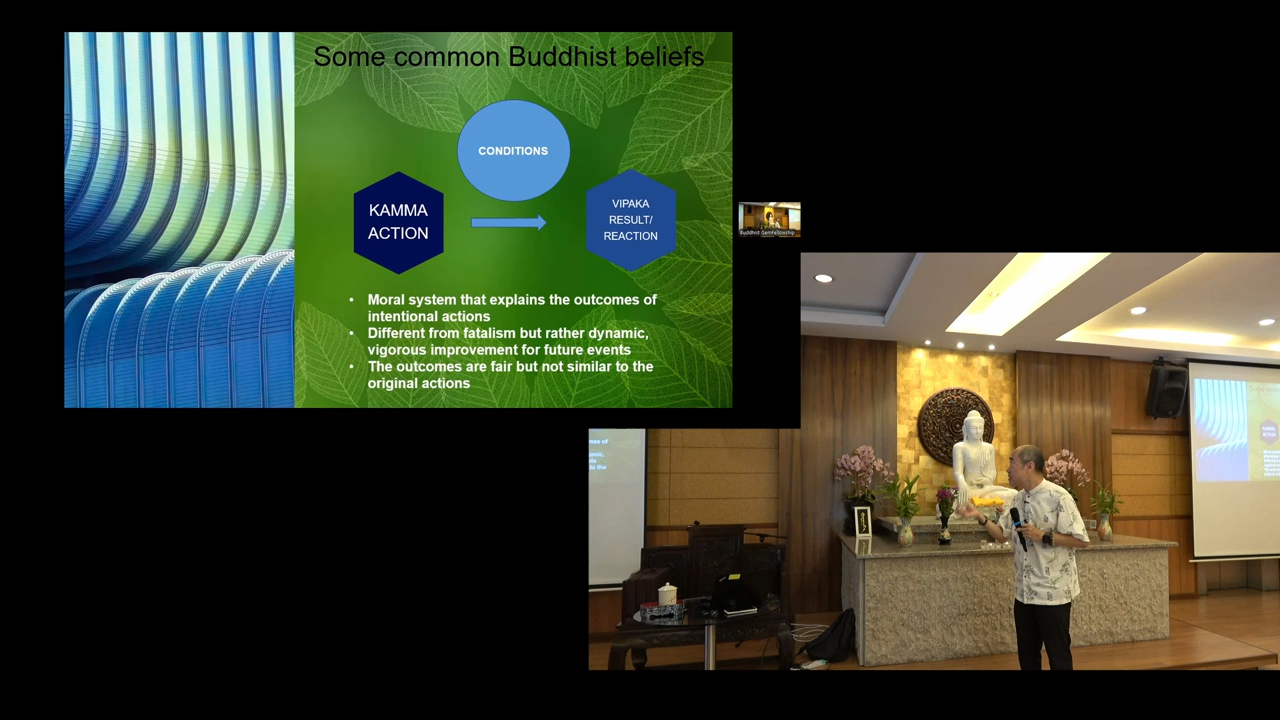 Some common Buddhist beliefs
CONDITIONS
KAMMA
ACTION
VIPAKA
RESULT/
REACTION
• Moral system that explains the outcomes of
intentional actions
• Different from fatalism but rather dynamic,
vigorous improvement for future events
• The outcomes are fair but not similar to the
original actions
Buddhist GemFellowship